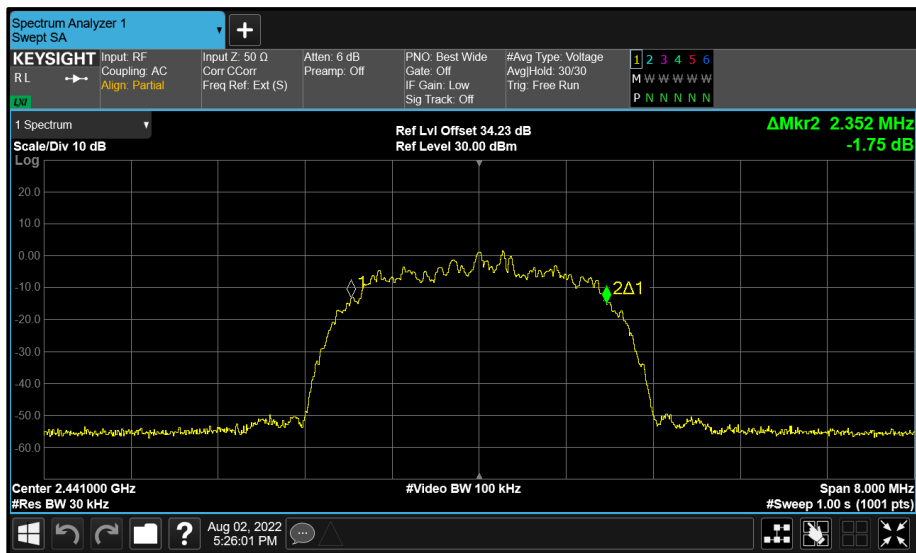 Spectrum Analyzer 1
Swept SA
KEYSIGHT
R L
LXI
Input: RF
Coupling: AC
Align: Partial
Input Z: 50 Ω
Corr CCorr
Freq Ref: Ext (S)
Atten: 6 dB
Preamp: Off
PNO: Best Wide
Gate: Off
IF Gain: Low
Sig Track: Off
#Avg Type: Voltage
Avg|Hold: 30/30
Trig: Free Run
1 2 3 4 5 6
M W W W W W
P N N N N N
1 Spectrum
Scale/Div 10 dB
Log
Ref Lvl Offset 34.23 dB
Ref Level 30.00 dBm
ΔMkr2 2.352 MHz
-1.75 dB
20.0
10.0
0.00
-10.0
-20.0
-30.0
-40.0
-50.0
-60.0
1
2Δ1
Center 2.441000 GHz
#Res BW 30 kHz
#Video BW 100 kHz
Span 8.000 MHz
#Sweep 1.00 s (1001 pts)
?
Aug 02, 2022
5:26:01 PM